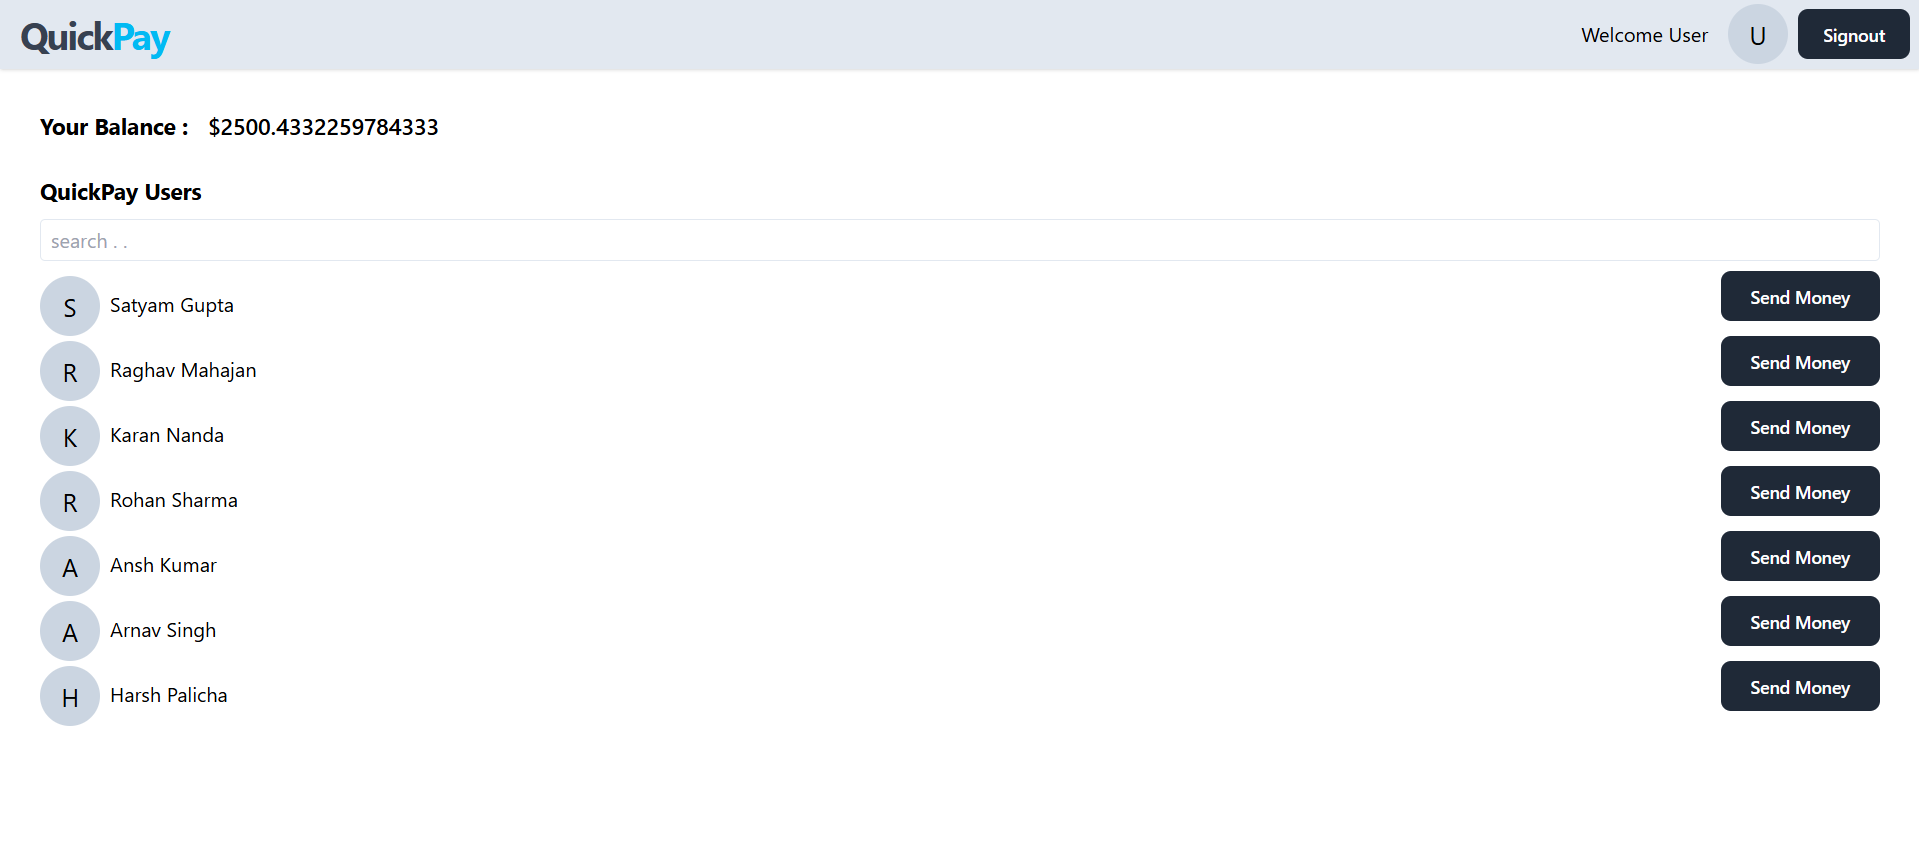 QuickPay Welcome User U Signout
Your Balance : $2500.4332259784333
QuickPay Users
search . .
S Satyam Gupta Send Money
R Raghav Mahajan Send Money
K Karan Nanda Send Money
R Rohan Sharma Send Money
A Ansh Kumar Send Money
A Arnav Singh Send Money
H Harsh Palicha Send Money